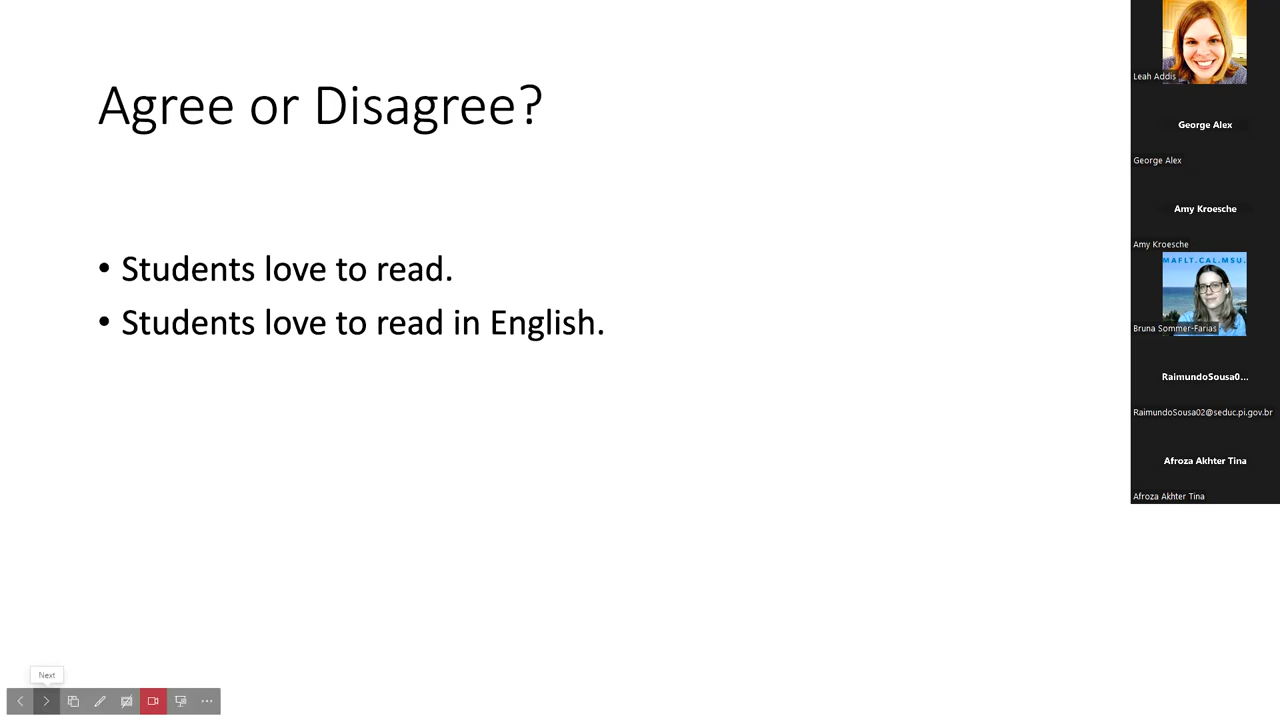 Agree or Disagree?
• Students love to read.
• Students love to read in English.
Leah Addis
George Alex
George Alex
Amy Kroesche
Amy Kroesche
MAFLT.CAL.MSU.
Bruna Sommer-Farias
RaimundoSousa0...
RaimundoSousa02@seduc.pi.gov.br
Afroza Akhter Tina
Afroza Akhter Tina
Next